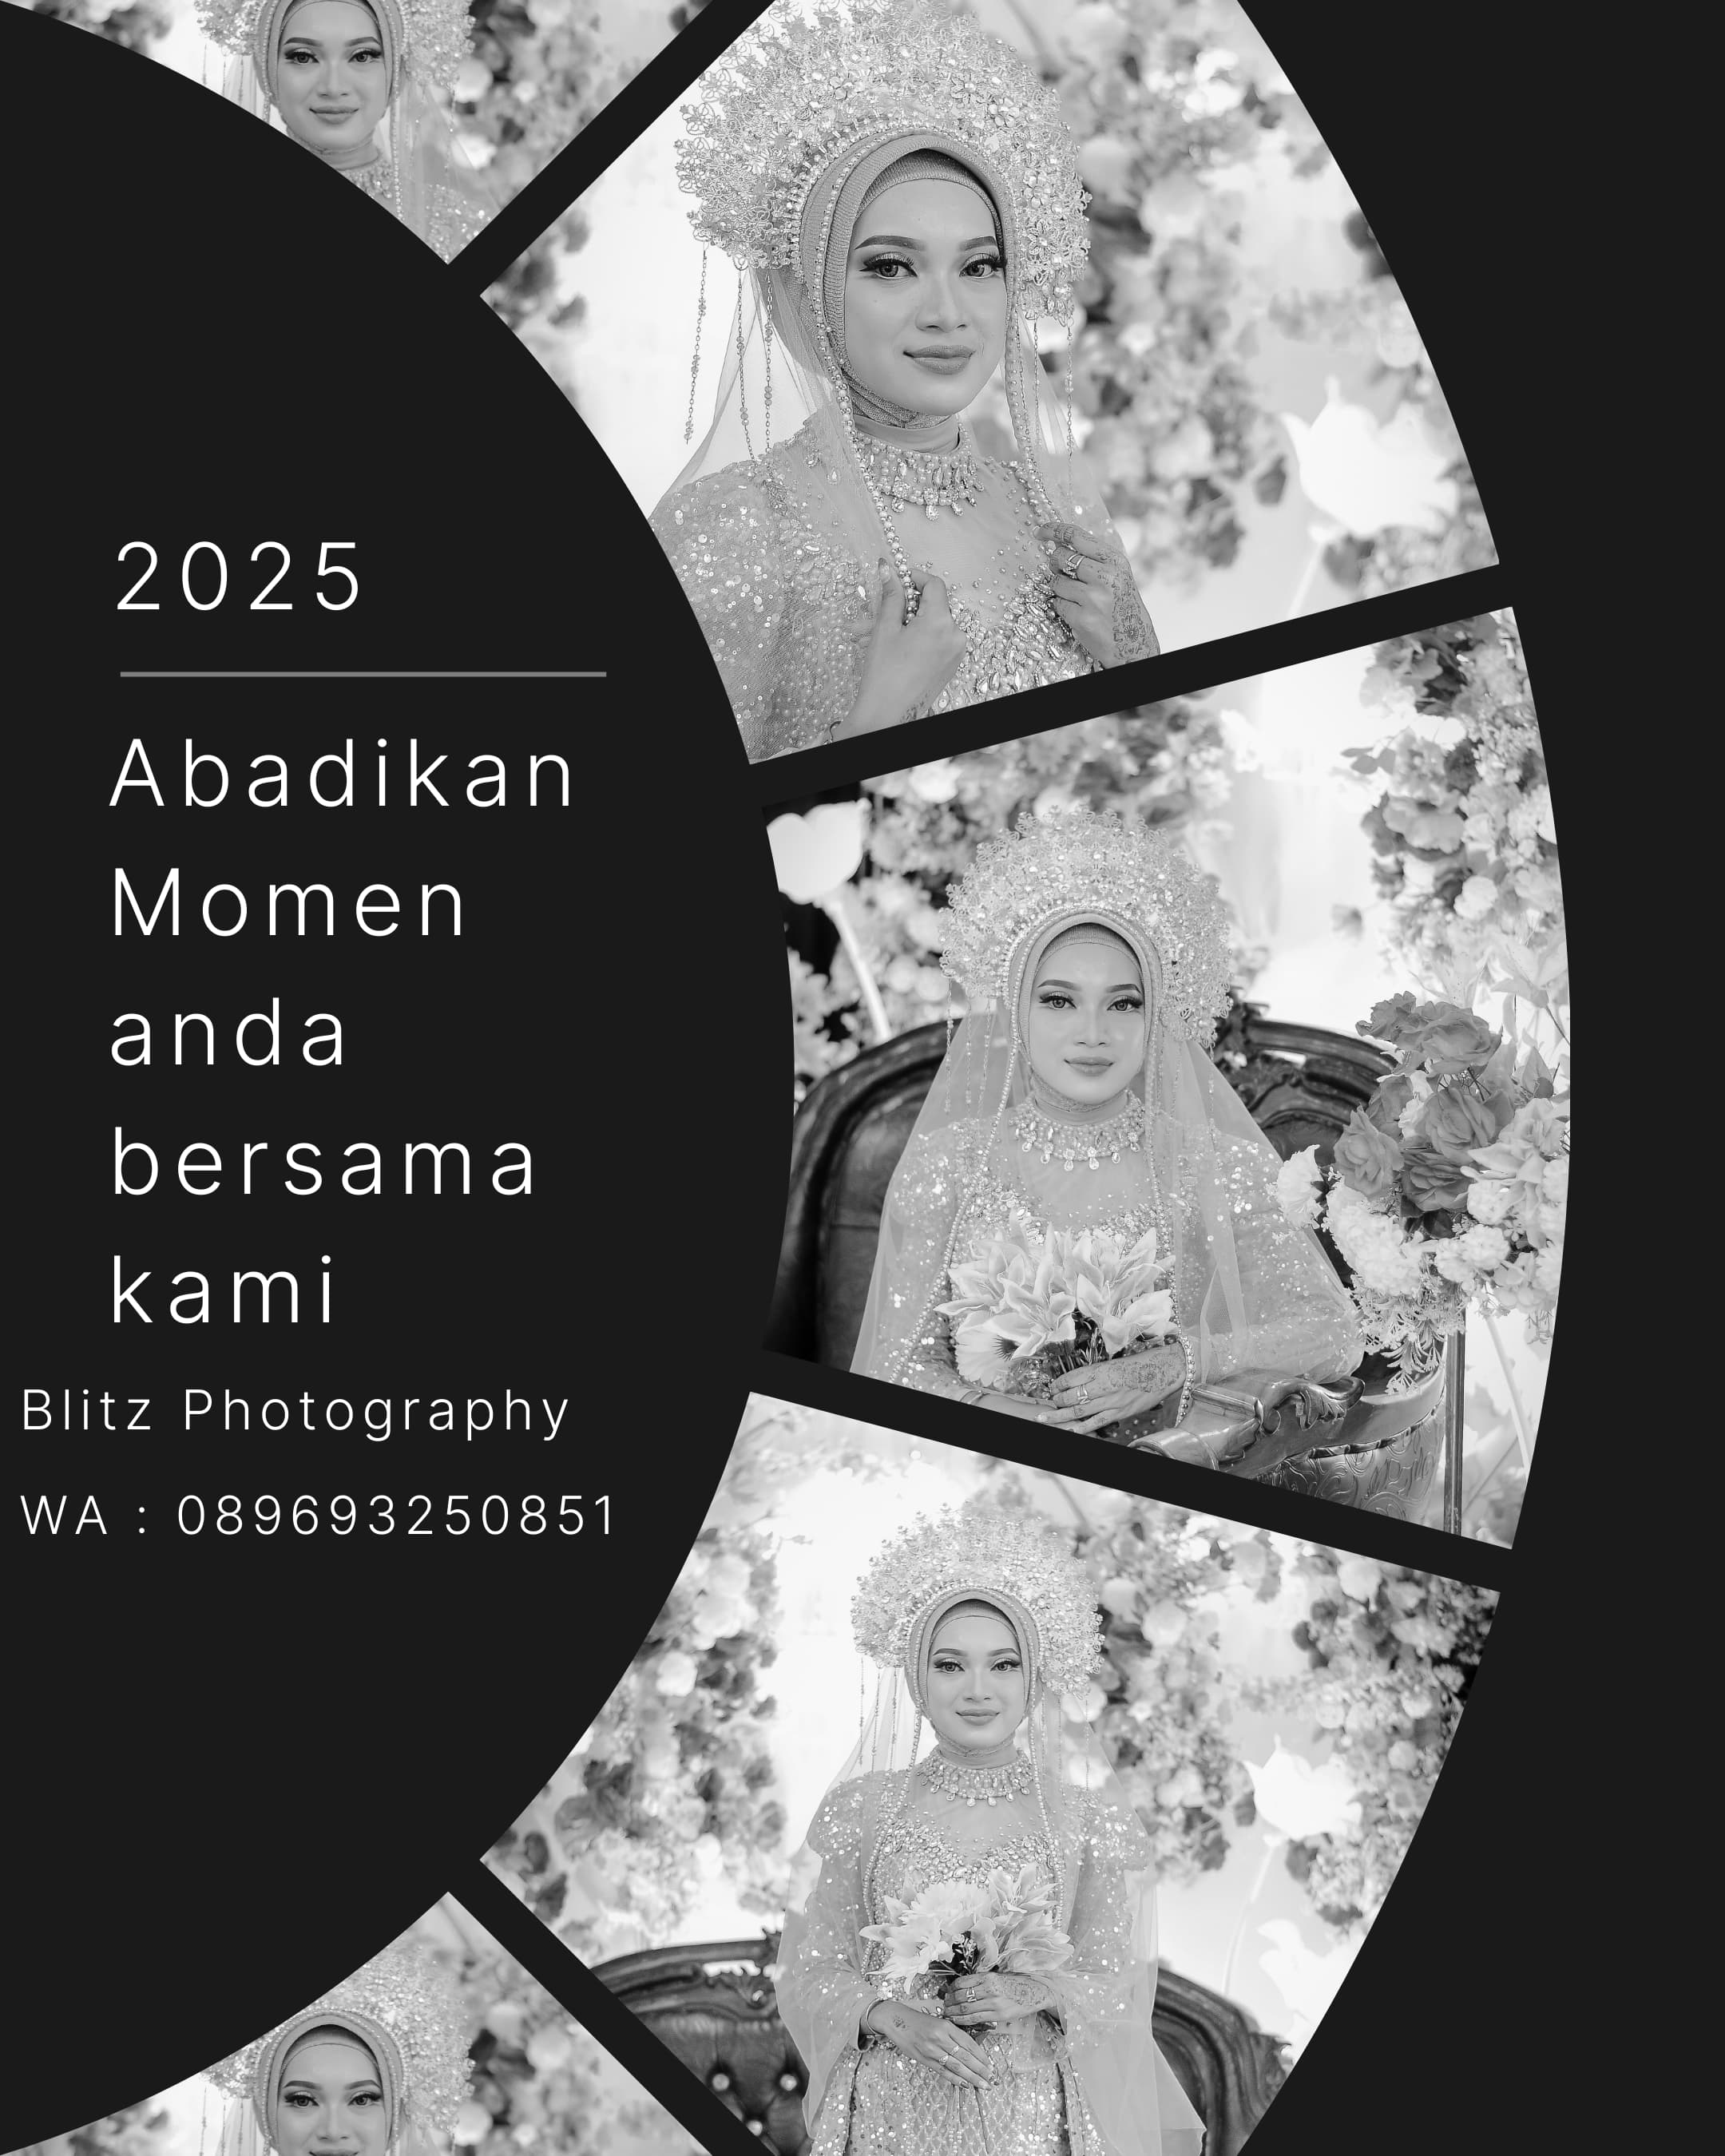 2025
Abadikan
Momen
anda
bersama
kami
Blitz Photography
WA : 089693250851